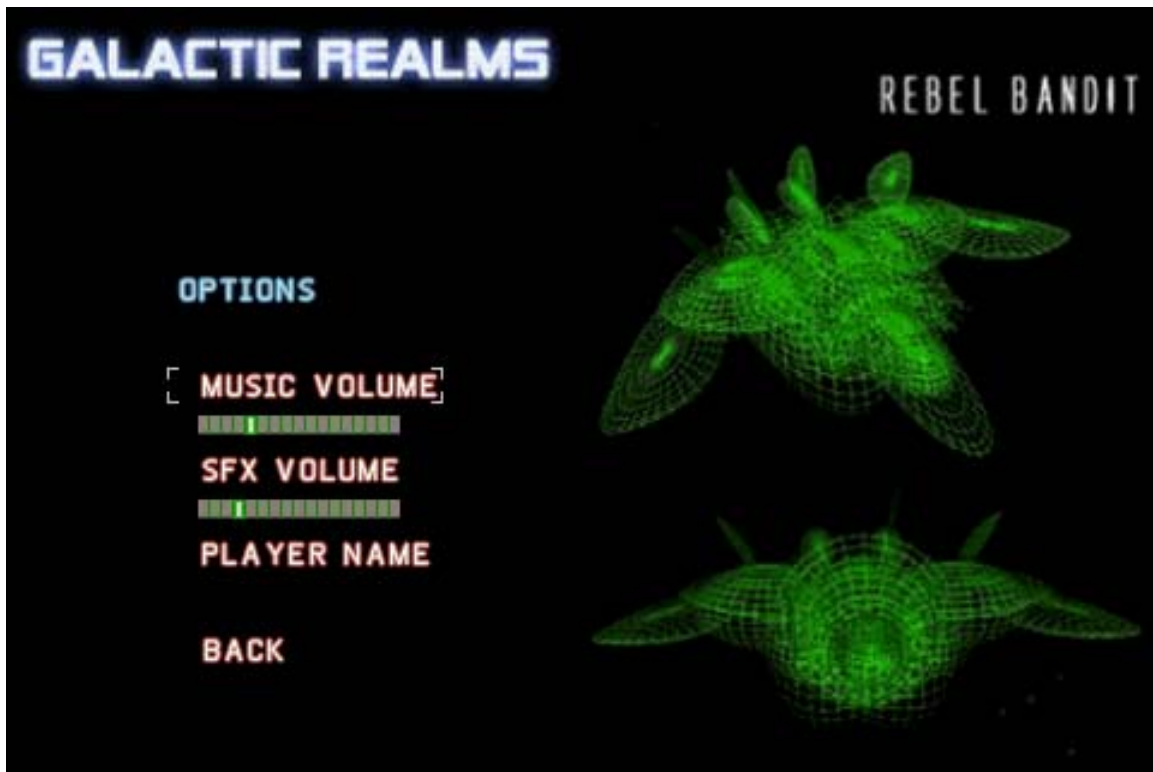 GALACTIC REALMS
REBEL BANDIT
OPTIONS
MUSIC VOLUME
SFX VOLUME
PLAYER NAME
BACK